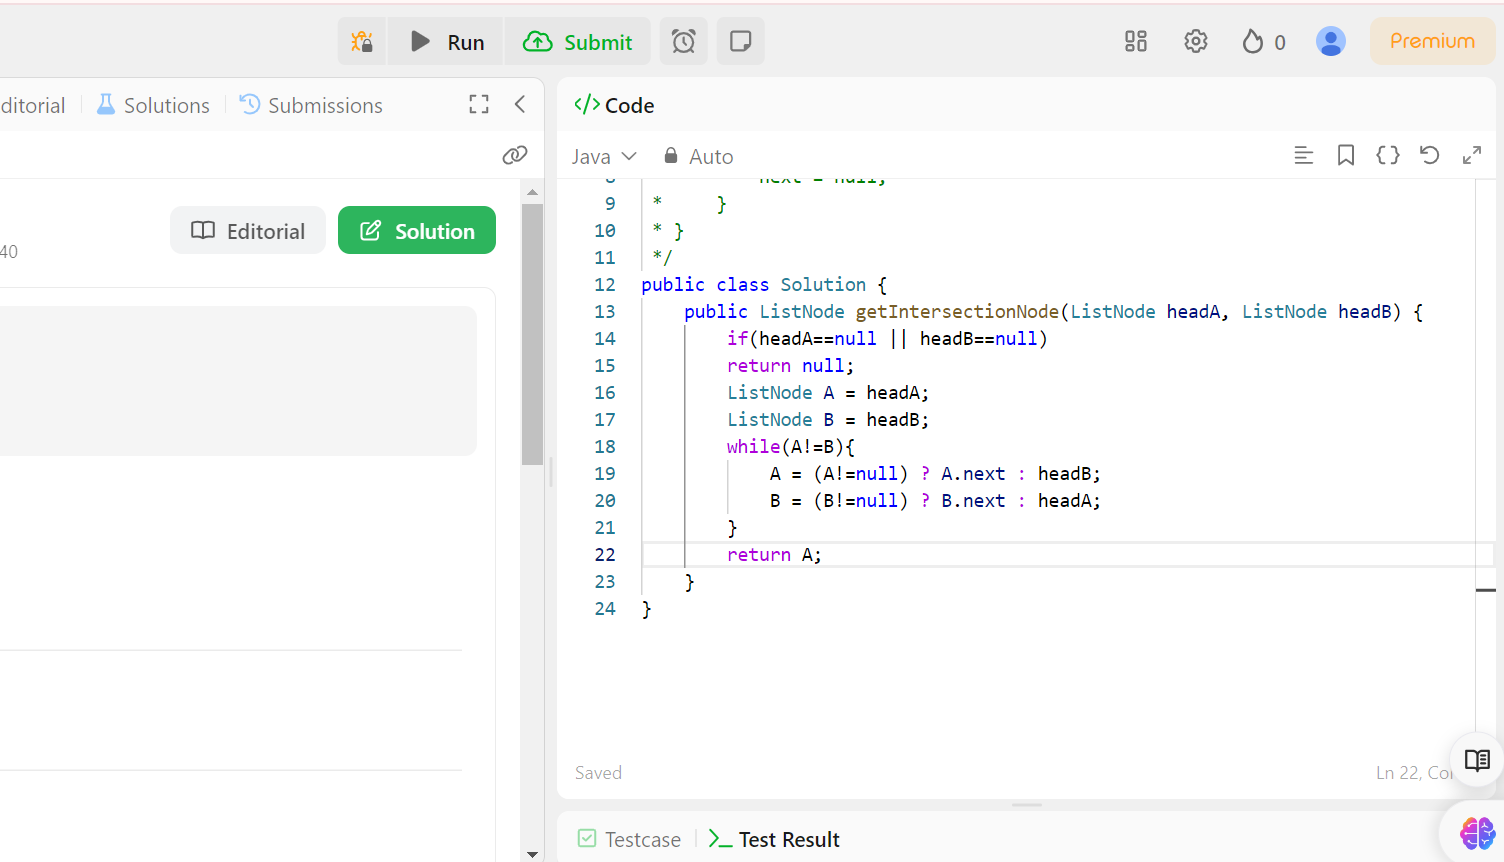 Run
Submit
0
Premium
ditorial
Solutions
Submissions
Editorial
Solution
40
</> Code
Java
Auto
8 next = null;
9 * }
10 * }
11 */
12 public class Solution {
13 public ListNode getIntersectionNode(ListNode headA, ListNode headB) {
14 if(headA==null || headB==null)
15 return null;
16 ListNode A = headA;
17 ListNode B = headB;
18 while(A!=B){
19 A = (A!=null) ? A.next : headB;
20 B = (B!=null) ? B.next : headA;
21 }
22 return A;
23 }
24 }
Saved
Ln 22, Co
Testcase
Test Result